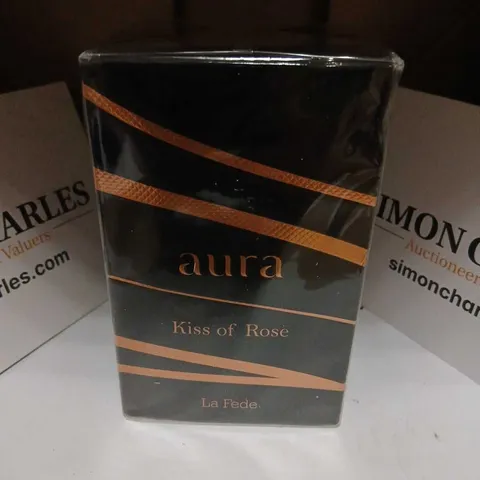 aura
Kiss of Rose
La Fede
ARLES
Valuers
rles.com
IMON C
Auctioneer
simonchar